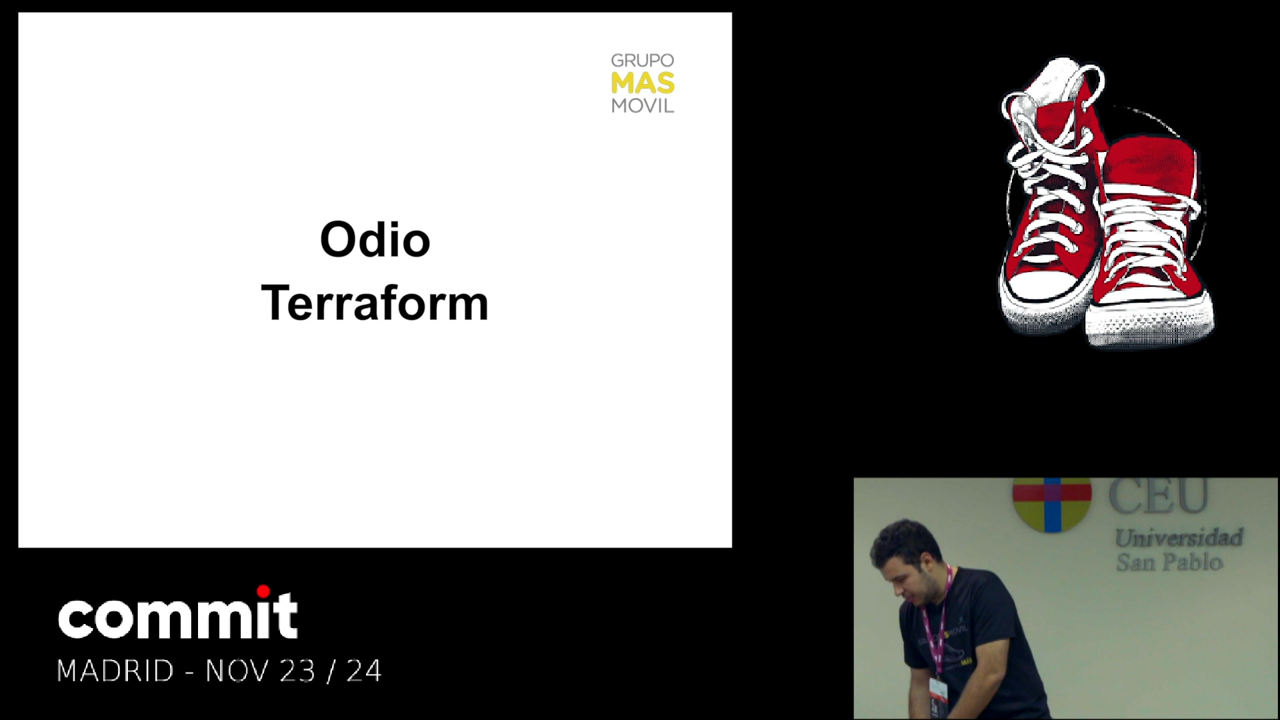 GRUPO
MAS
MOVIL
Odio
Terraform
commit
MADRID - NOV 23 / 24
CEU
Universidad
San Pablo